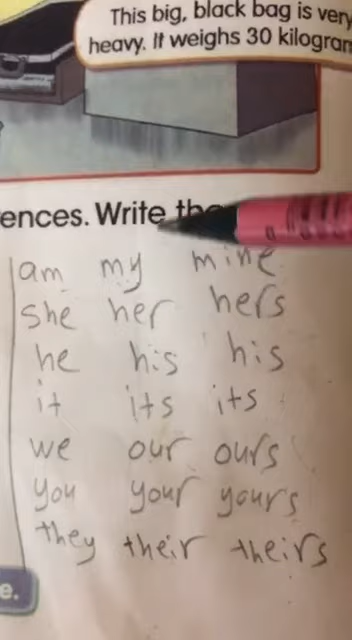 This big, black bag is very
heavy. It weighs 30 kilogram
ences. Write the
am my mine
she her hers
he his his
it its its
we our ours
you your yours
they their theirs
e.